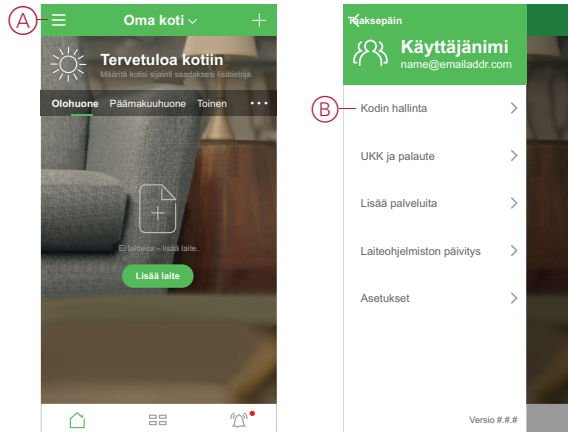 A
Oma koti
Tervetuloa kotiin
Määritä kotisi sijainti saadaksesi lisätietoja.
Olohuone Päämakuuhuone Toinen
Ei laitteita – lisää laite.
Lisää laite
Taaksepäin
Käyttäjänimi
name@emailaddr.com
B
Kodin hallinta
UKK ja palaute
Lisää palveluita
Laiteohjelmiston päivitys
Asetukset
Versio #.#.#